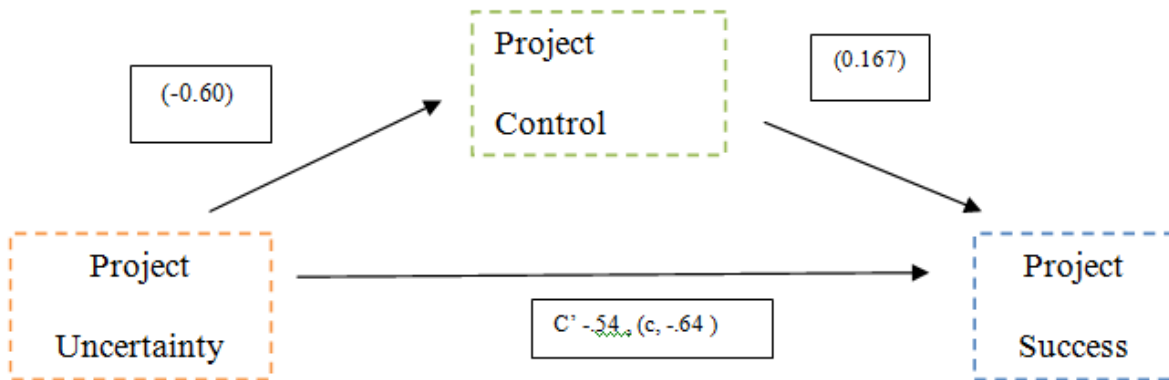 Project
Control
(-0.60)
(0.167)
Project
Uncertainty
C’ -.54 , (c, -.64 )
Project
Success